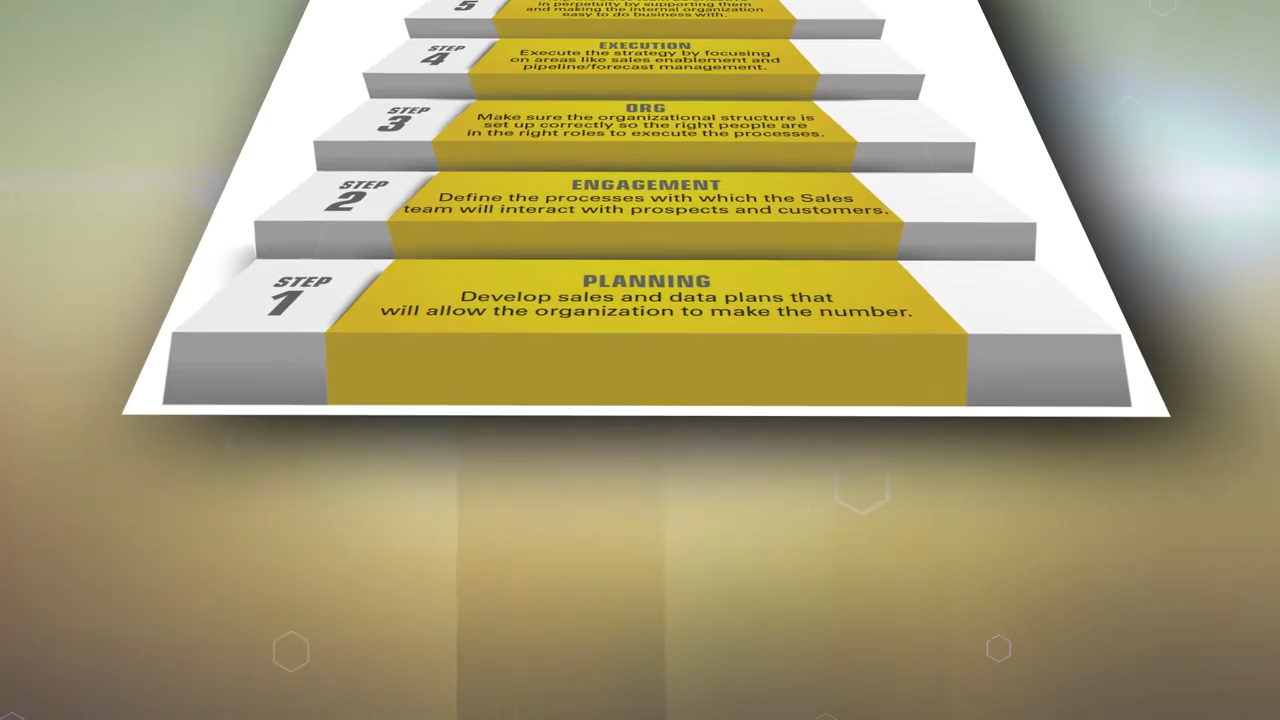 5
in perpetuity by supporting them
and making the internal organization
easy to do business with.
STEP
4
EXECUTION
Execute the strategy by focusing
on areas like sales enablement and
pipeline/forecast management.
STEP
3
ORG
Make sure the organizational structure is
set up correctly so the right people are
in the right roles to execute the processes.
STEP
2
ENGAGEMENT
Define the processes with which the Sales
team will interact with prospects and customers.
STEP
1
PLANNING
Develop sales and data plans that
will allow the organization to make the number.